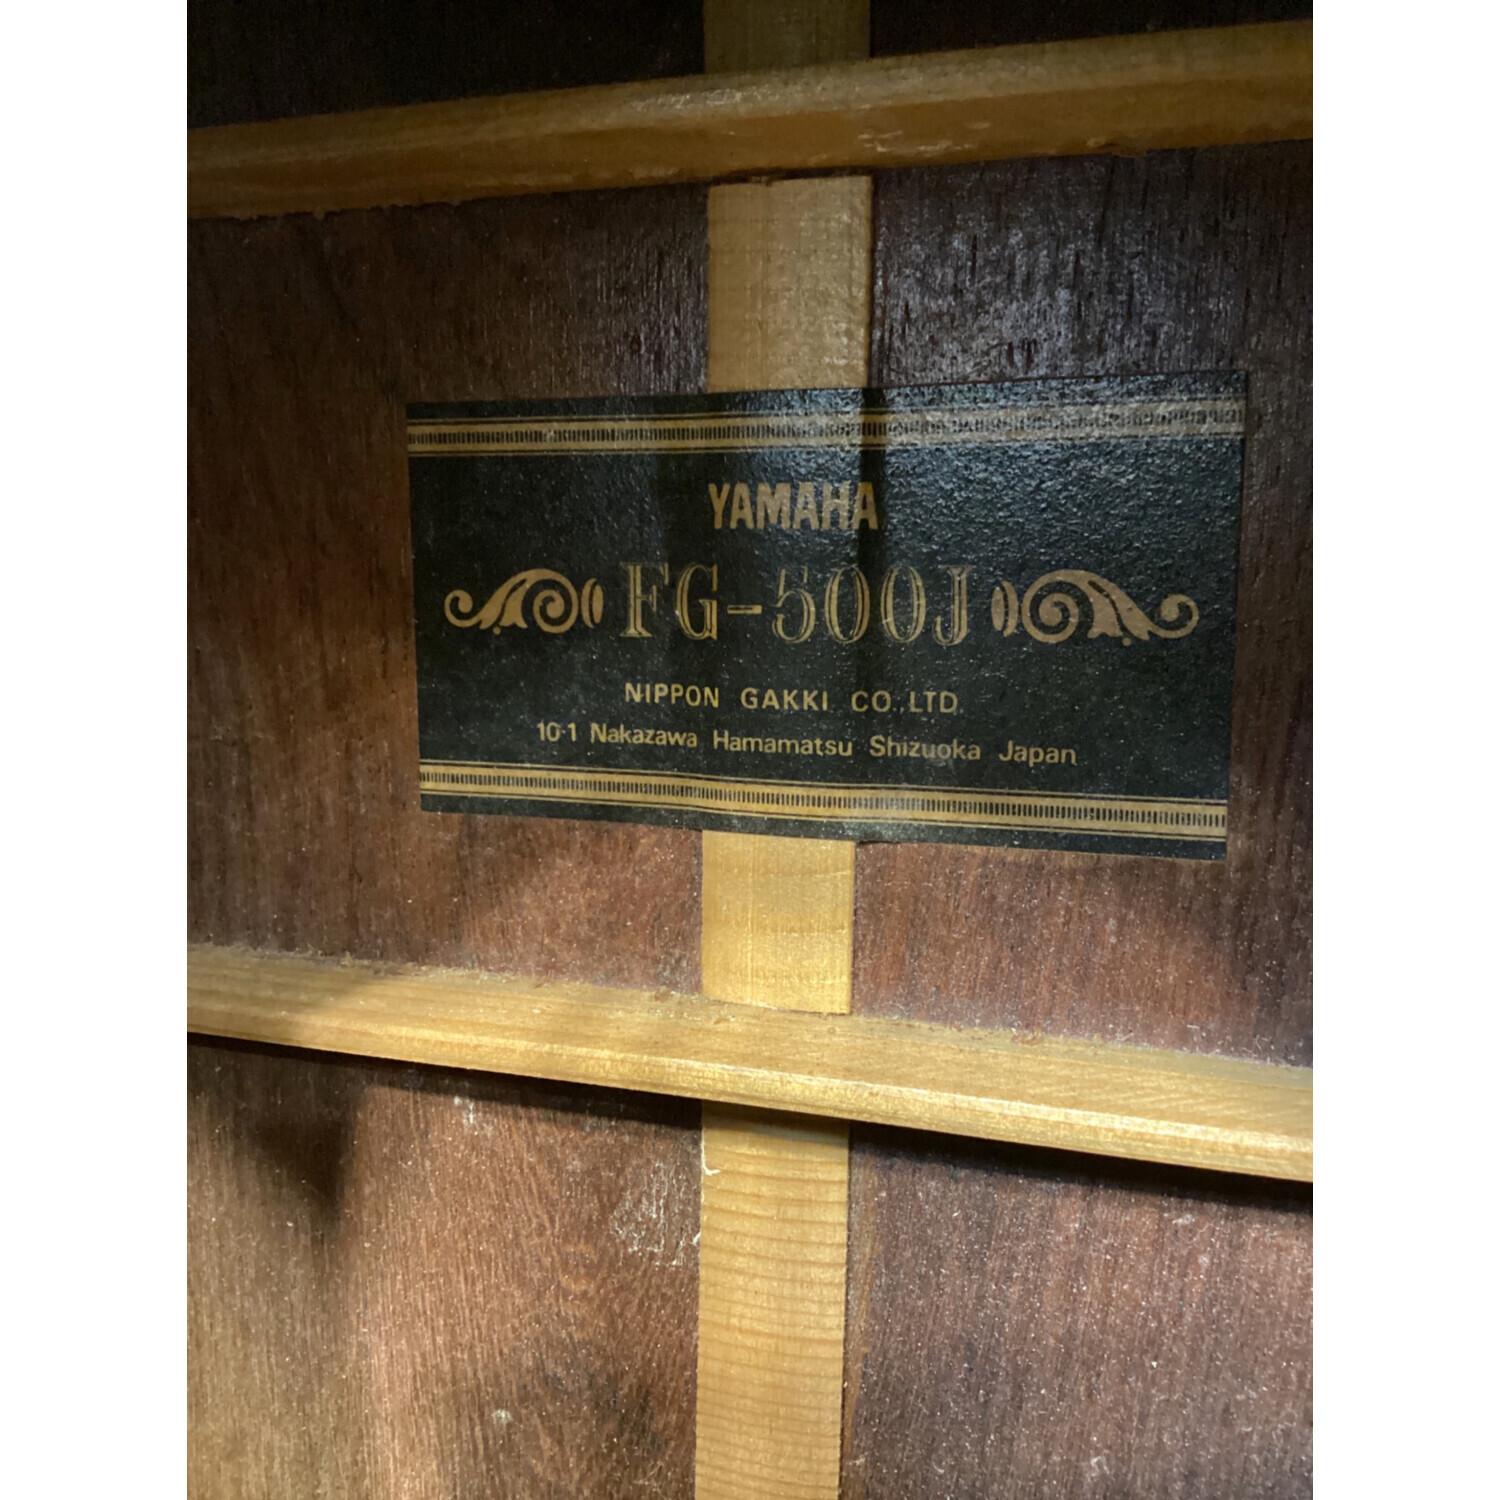 YAMAHA
FG-500J
NIPPON GAKKI CO.,LTD.
10-1 Nakazawa Hamamatsu Shizuoka Japan